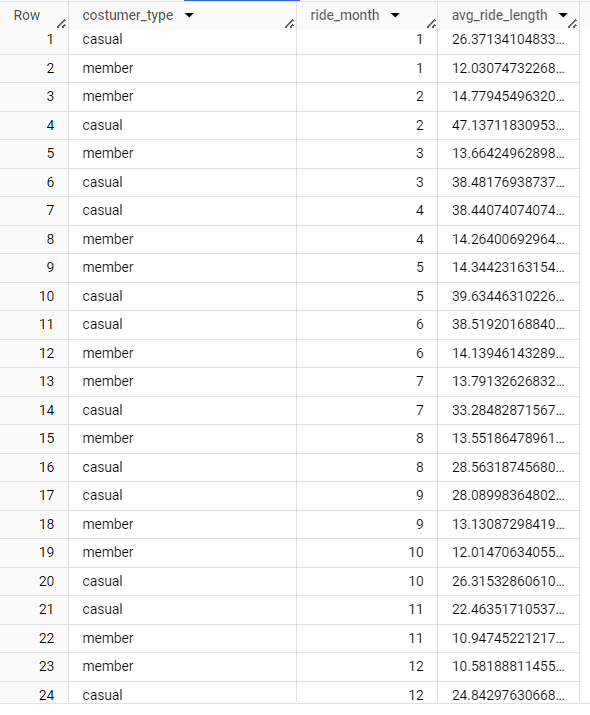 Row costumer_type ride_month avg_ride_length
1 casual 1 26.37134104833...
2 member 1 12.03074732268...
3 member 2 14.77945496320...
4 casual 2 47.13711830953...
5 member 3 13.66424962898...
6 casual 3 38.48176938737...
7 casual 4 38.44074074074...
8 member 4 14.26400692964...
9 member 5 14.34423163154...
10 casual 5 39.63446310226...
11 casual 6 38.51920168840...
12 member 6 14.13946143289...
13 member 7 13.79132626832...
14 casual 7 33.28482871567...
15 member 8 13.55186478961...
16 casual 8 28.56318745680...
17 casual 9 28.08998364802...
18 member 9 13.13087298419...
19 member 10 12.01470634055...
20 casual 10 26.31532860610...
21 casual 11 22.46351710537...
22 member 11 10.94745221217...
23 member 12 10.58188811455...
24 casual 12 24.84297630668...